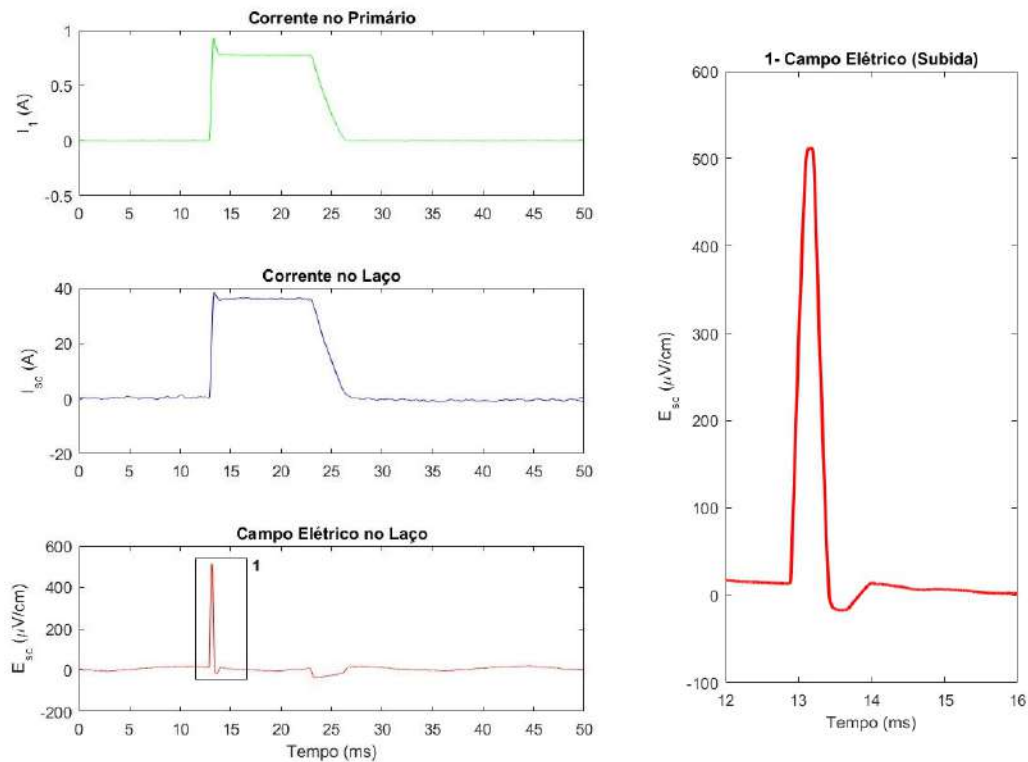 Corrente no Primário
I_1 (A)
1
0.5
0
-0.5
0 5 10 15 20 25 30 35 40 45 50
Corrente no Laço
I_sc (A)
40
20
0
-20
0 5 10 15 20 25 30 35 40 45 50
Campo Elétrico no Laço
E_sc (μV/cm)
600
400
200
0
-200
1
0 5 10 15 20 25 30 35 40 45 50
Tempo (ms)
1- Campo Elétrico (Subida)
E_sc (μV/cm)
600
500
400
300
200
100
0
-100
12 13 14 15 16
Tempo (ms)